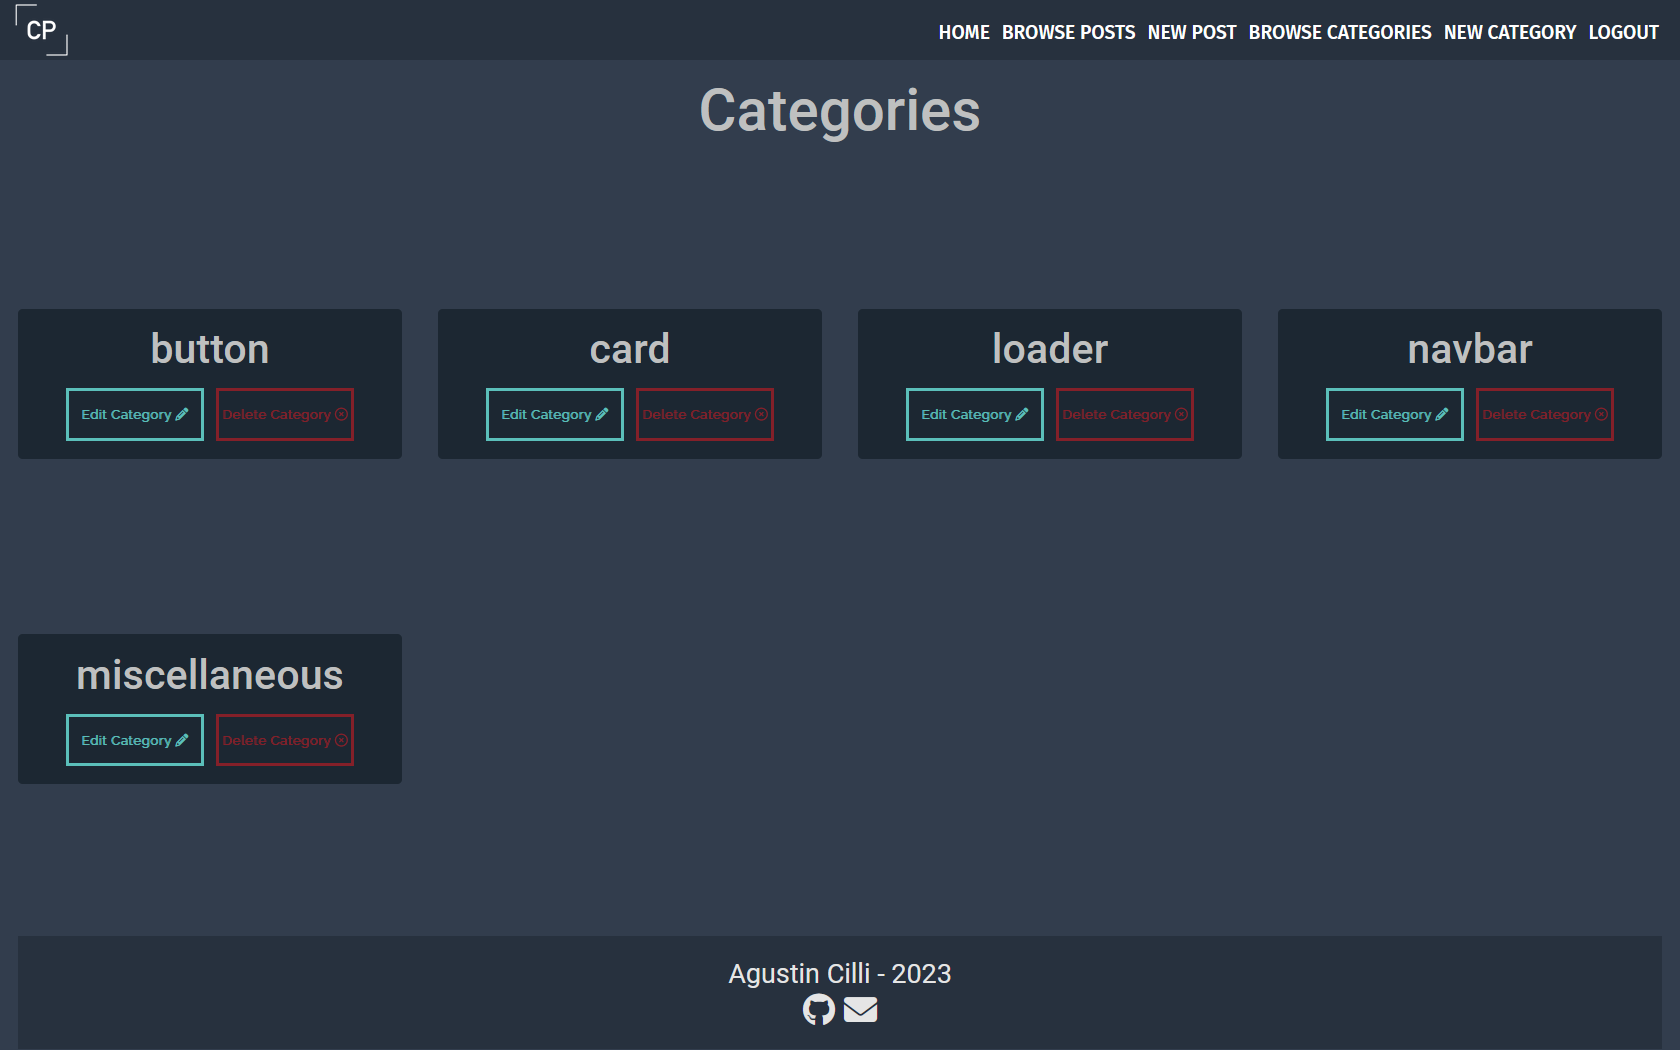 CP
HOME BROWSE POSTS NEW POST BROWSE CATEGORIES NEW CATEGORY LOGOUT
Categories
button
Edit Category
Delete Category
card
Edit Category
Delete Category
loader
Edit Category
Delete Category
navbar
Edit Category
Delete Category
miscellaneous
Edit Category
Delete Category
Agustin Cilli - 2023